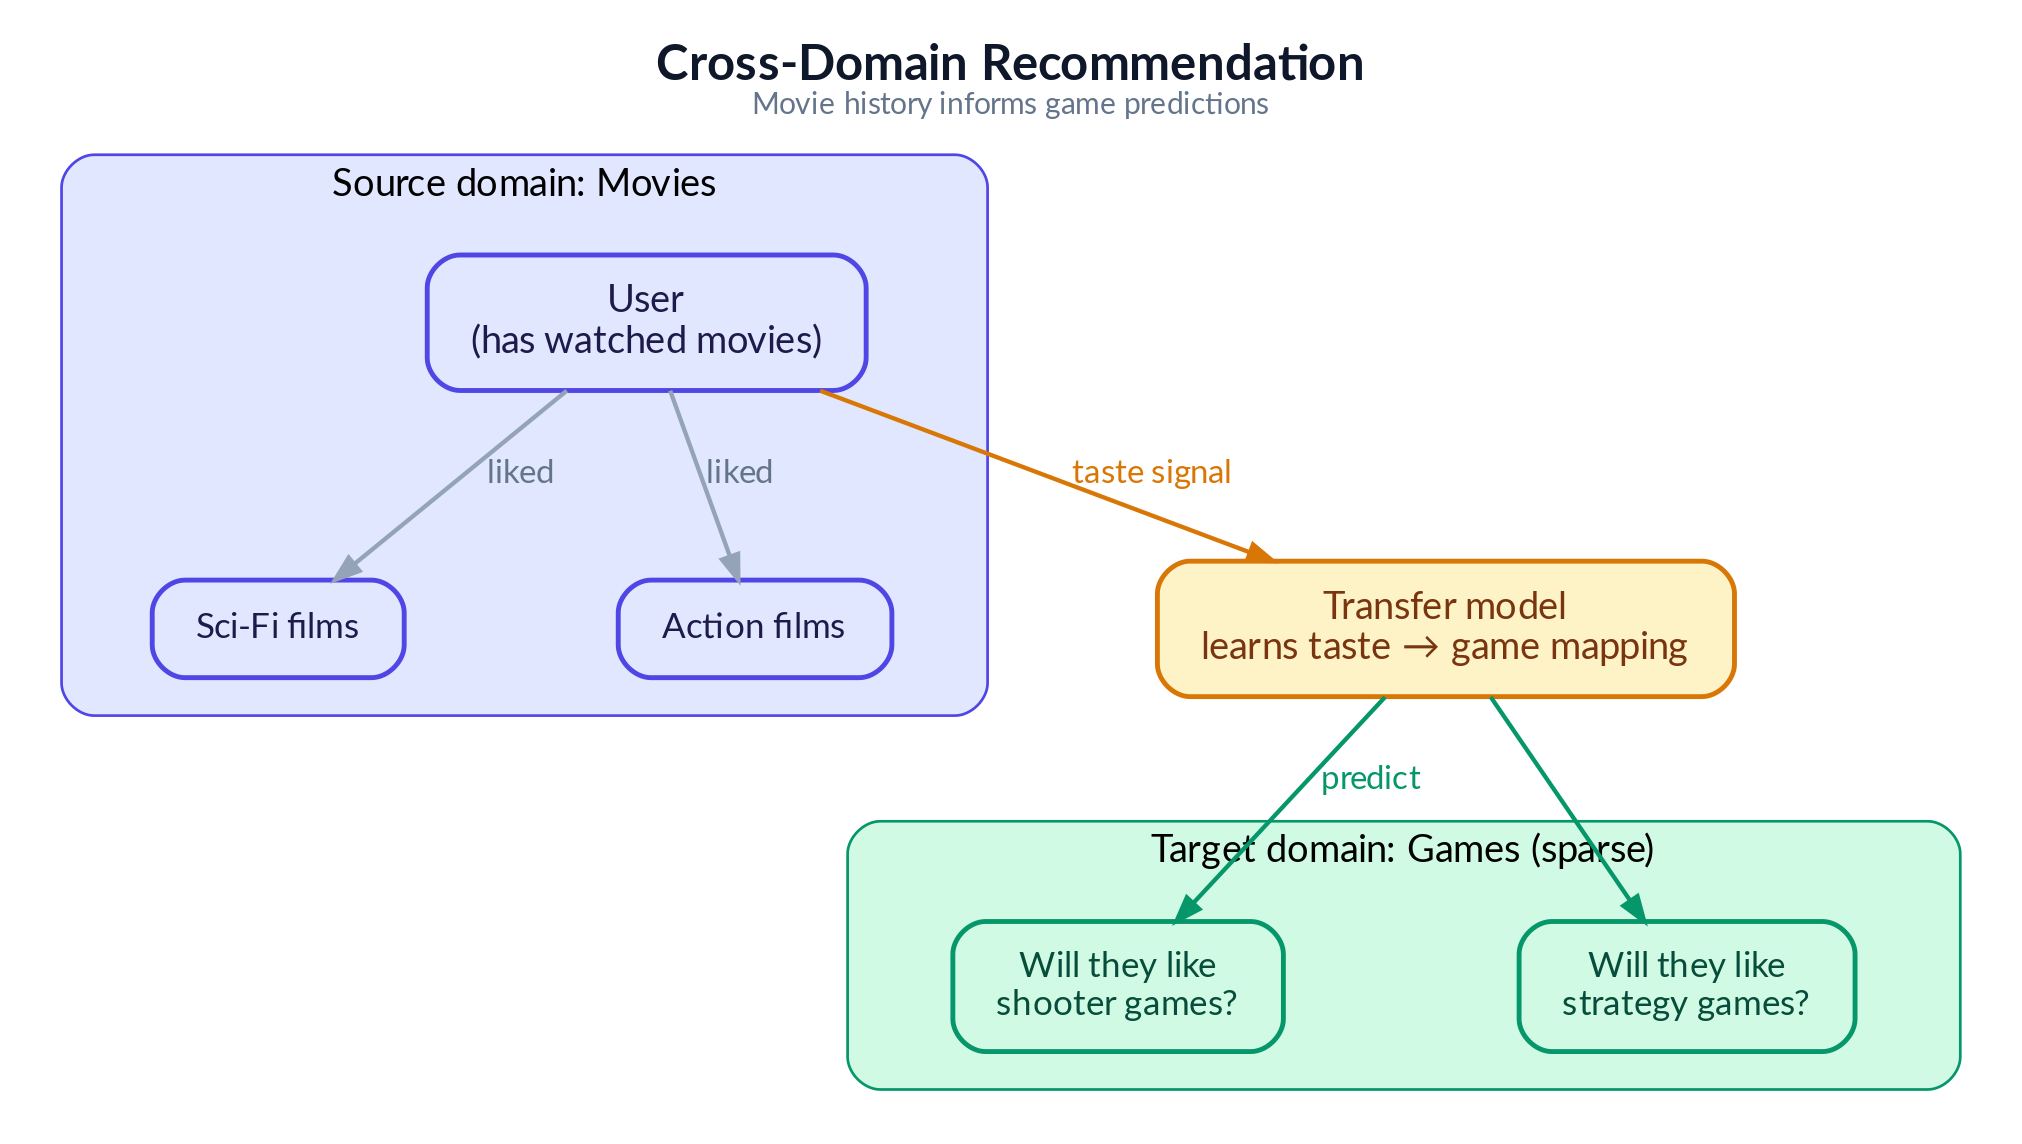 Cross-Domain Recommendation
Movie history informs game predictions
Source domain: Movies
User
(has watched movies)
liked
liked
taste signal
Sci-Fi films
Action films
Transfer model
learns taste → game mapping
predict
Target domain: Games (sparse)
Will they like
shooter games?
Will they like
strategy games?